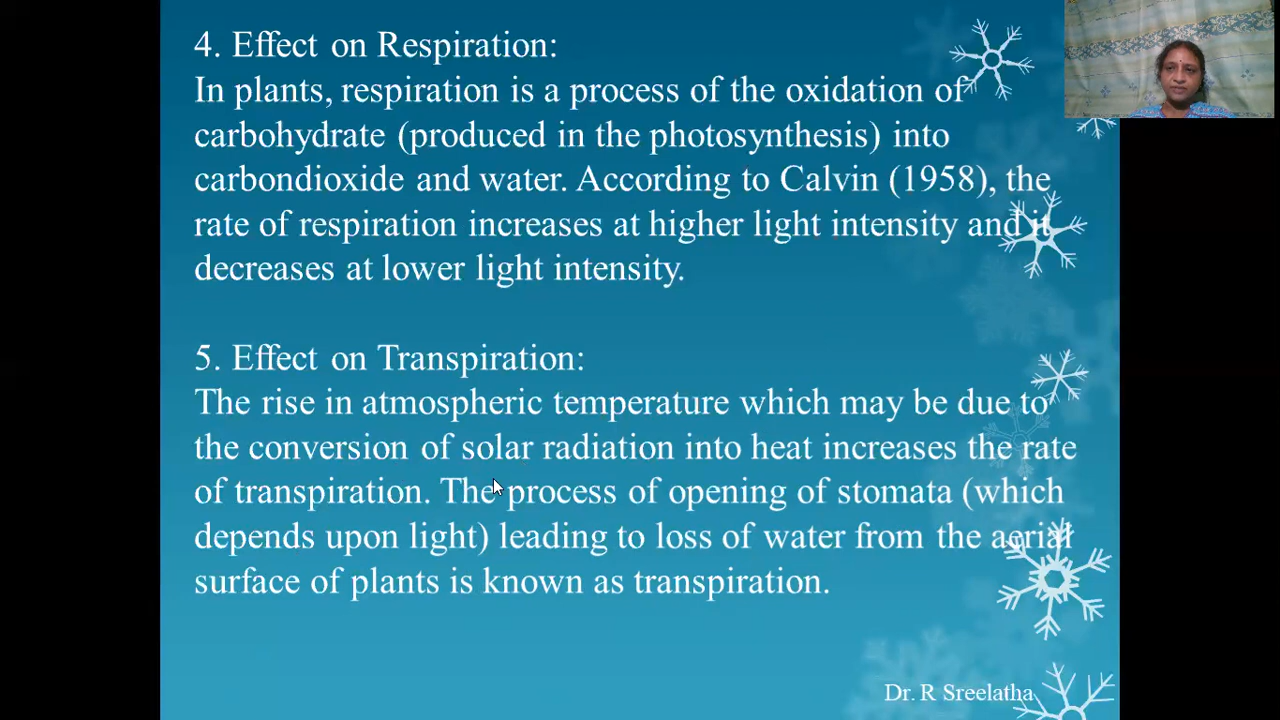 4. Effect on Respiration:
In plants, respiration is a process of the oxidation of
carbohydrate (produced in the photosynthesis) into
carbondioxide and water. According to Calvin (1958), the
rate of respiration increases at higher light intensity and it
decreases at lower light intensity.
5. Effect on Transpiration:
The rise in atmospheric temperature which may be due to
the conversion of solar radiation into heat increases the rate
of transpiration. The process of opening of stomata (which
depends upon light) leading to loss of water from the aerial
surface of plants is known as transpiration.
Dr. R Sreelatha